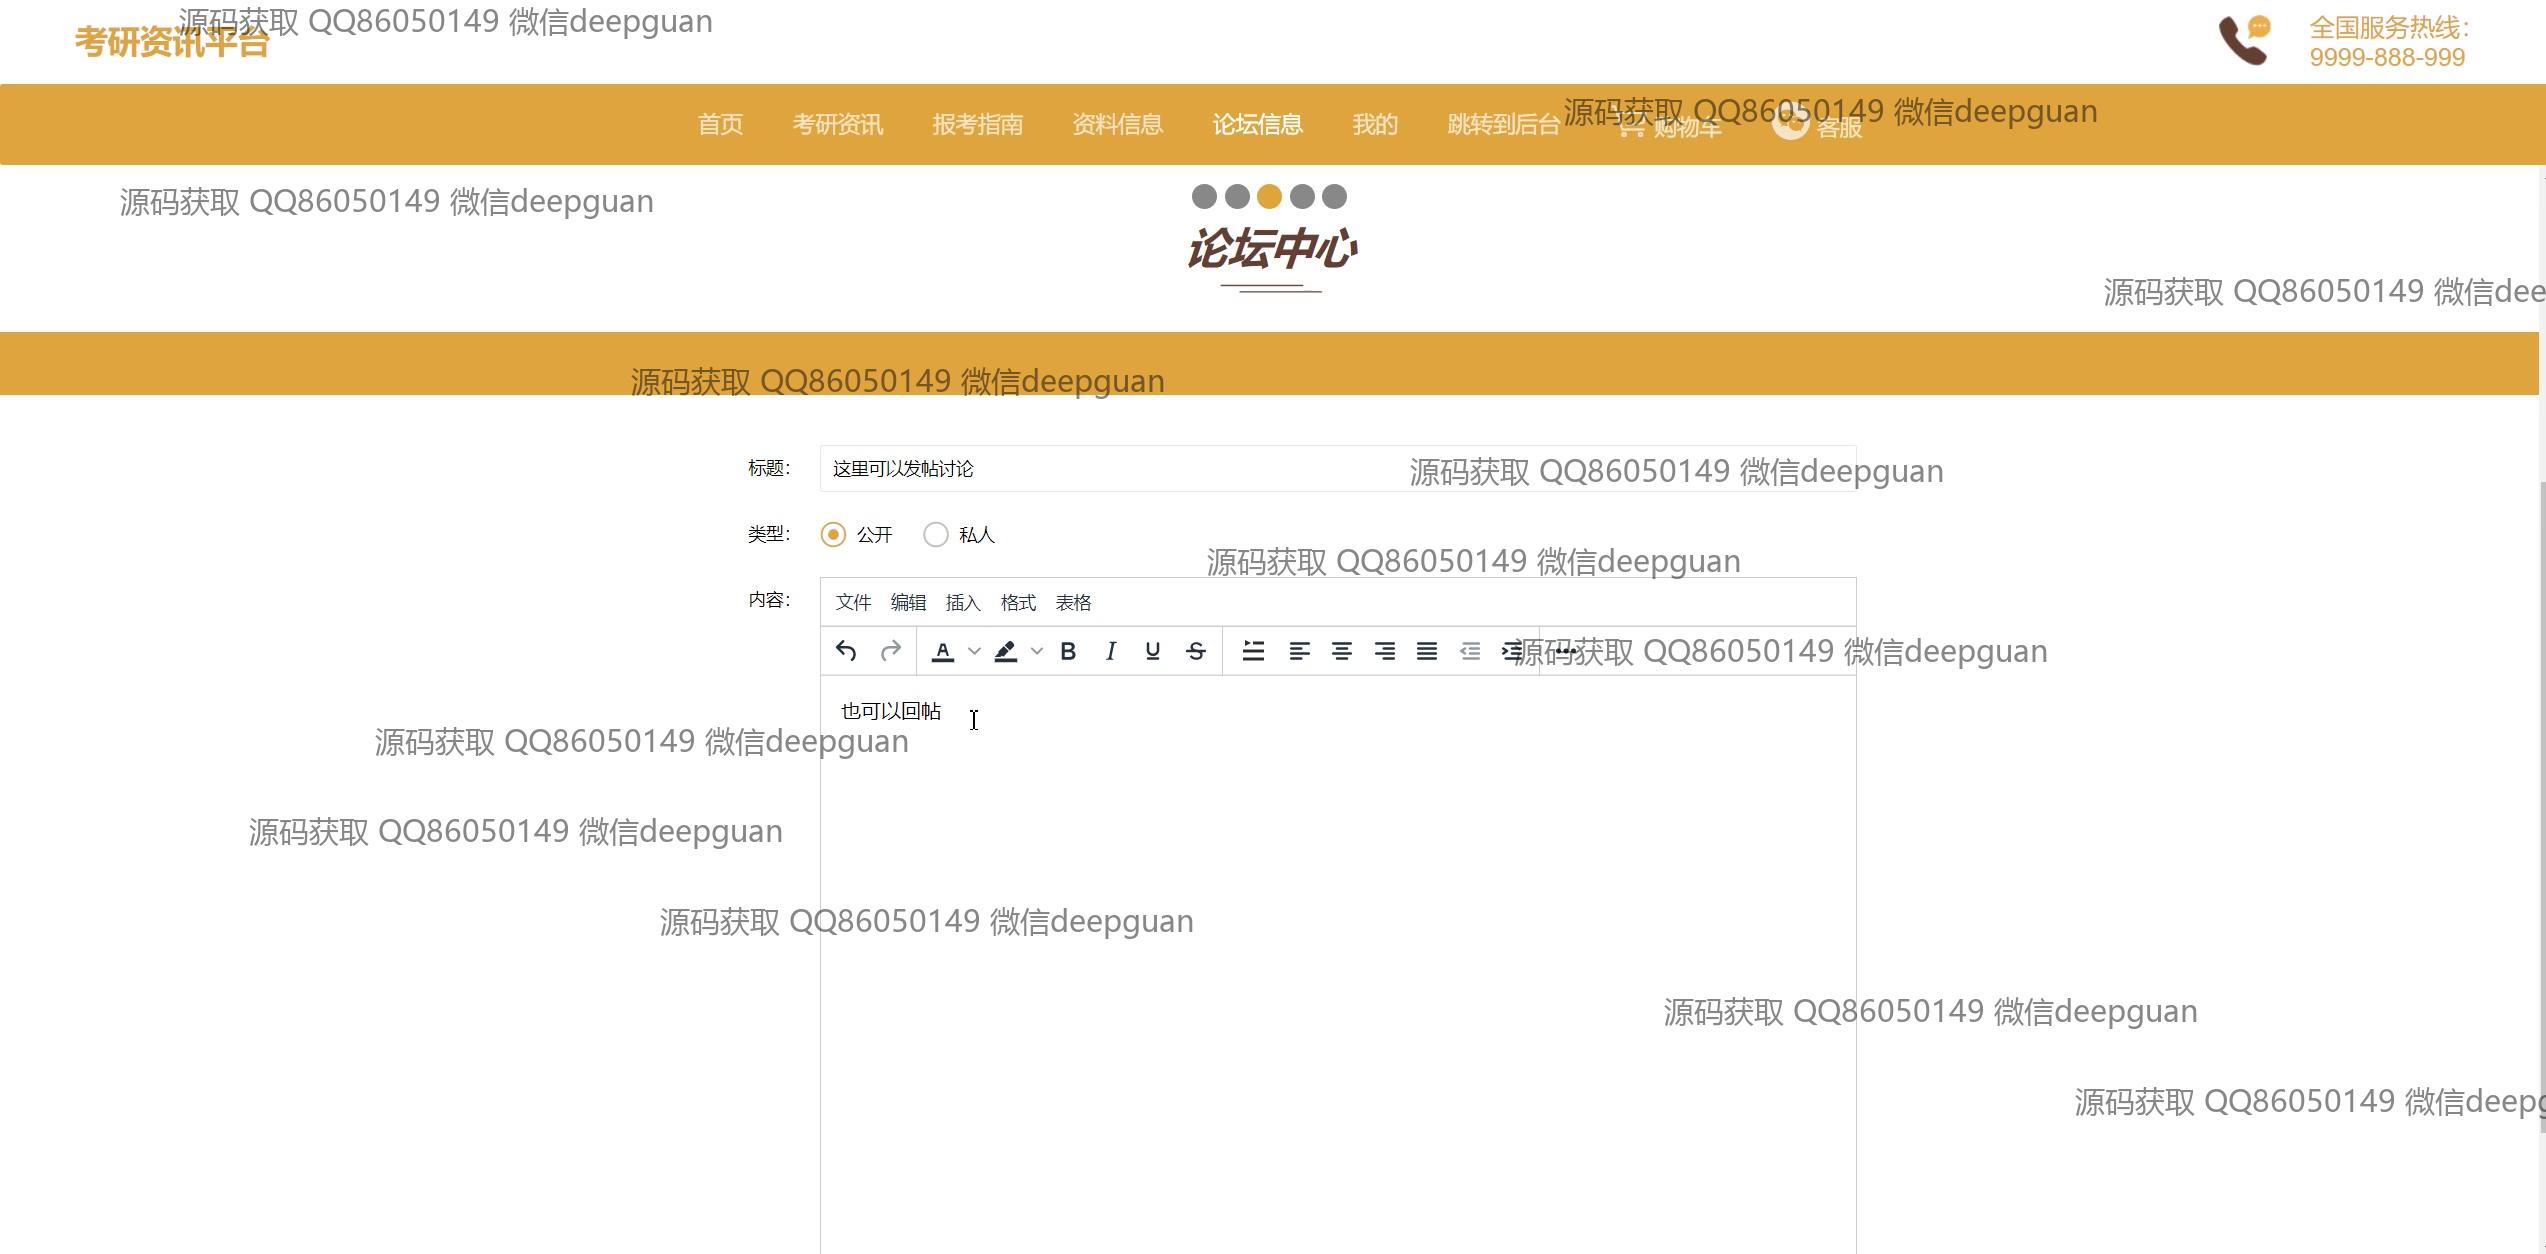 源码获取 QQ86050149 微信deepguan
考研资讯平台
全国服务热线：
9999-888-999
首页 考研资讯 报考指南 资料信息 论坛信息 我的 跳转到后台 购物车 客服
源码获取 QQ86050149 微信deepguan
源码获取 QQ86050149 微信deepguan
论坛中心
源码获取 QQ86050149 微信dee
源码获取 QQ86050149 微信deepguan
标题： 这里可以发帖讨论
源码获取 QQ86050149 微信deepguan
类型： 公开 私人
源码获取 QQ86050149 微信deepguan
内容： 文件 编辑 插入 格式 表格
A B I U S
源码获取 QQ86050149 微信deepguan
也可以回帖
源码获取 QQ86050149 微信deepguan
源码获取 QQ86050149 微信deepguan
源码获取 QQ86050149 微信deepguan
源码获取 QQ86050149 微信deepguan
源码获取 QQ86050149 微信deep